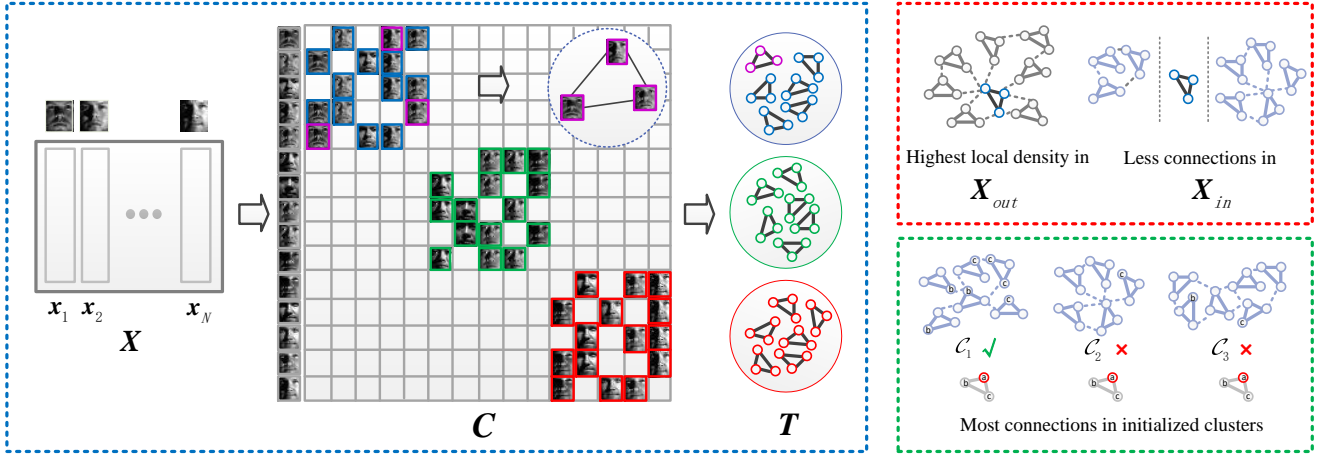 x1 x2 xN
X
C
T
Highest local density in
Xout
Less connections in
Xin
c c
b b c
b c
c
c
b
c
C1 √ C2 × C3 ×
a a a
b b b
c c c
Most connections in initialized clusters